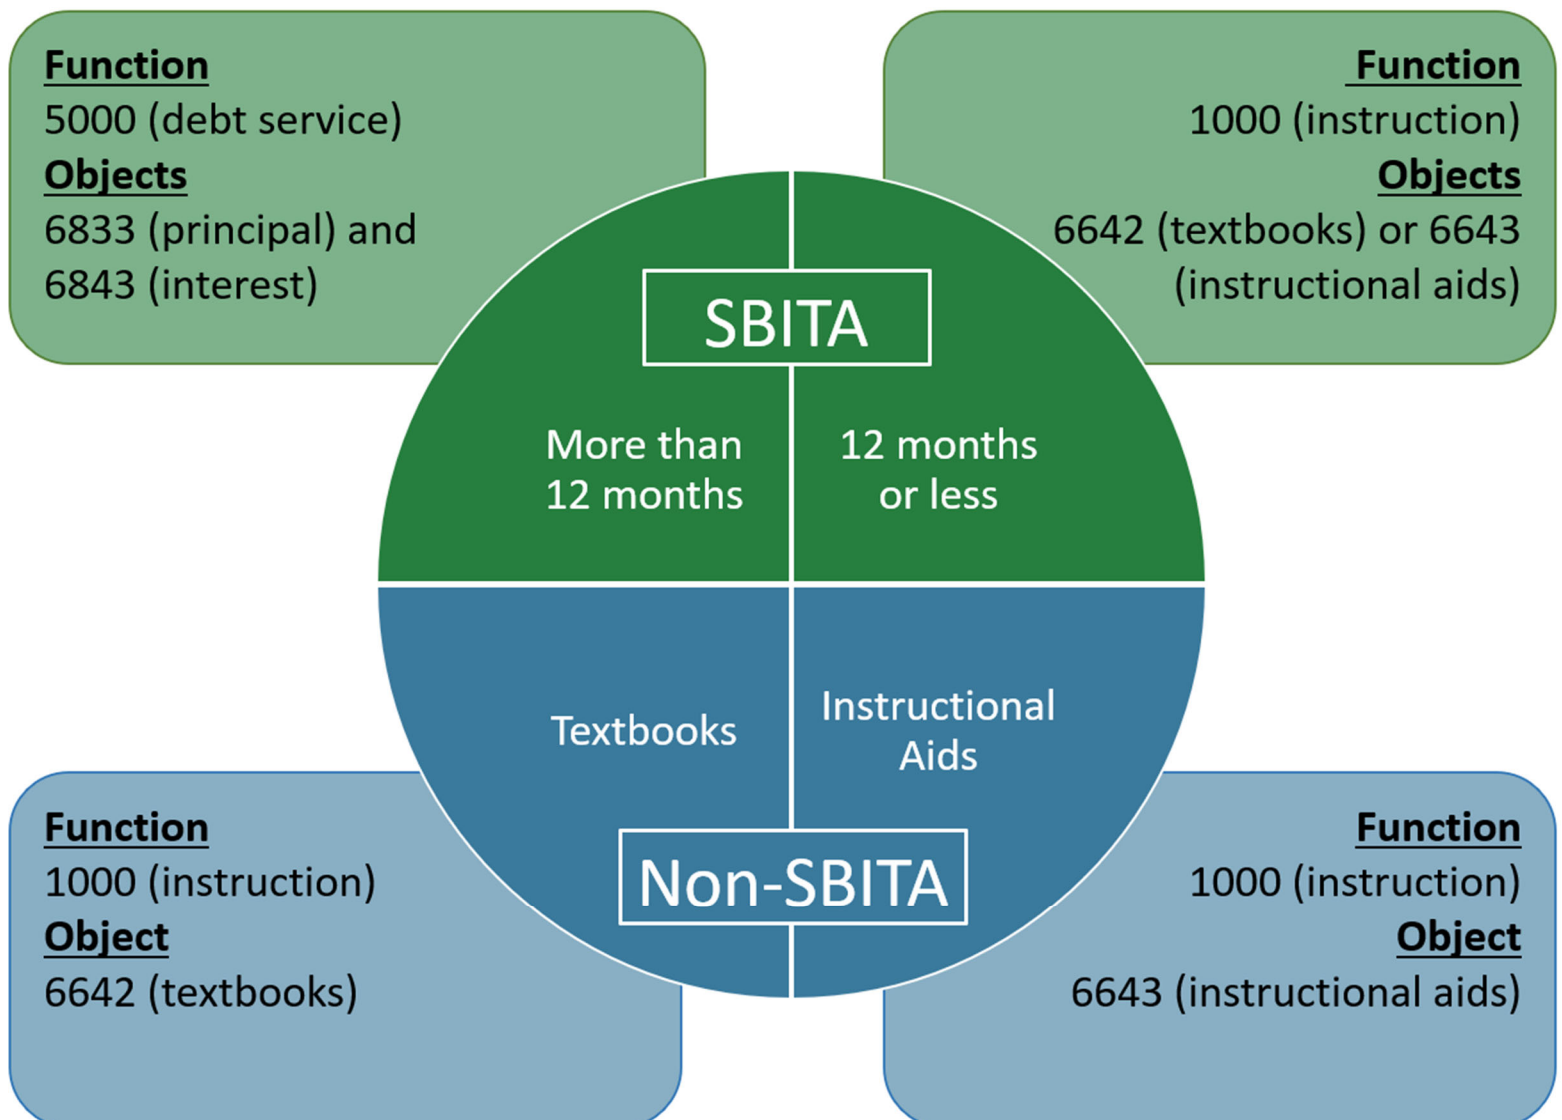 Function
5000 (debt service)
Objects
6833 (principal) and
6843 (interest)
Function
1000 (instruction)
Objects
6642 (textbooks) or 6643
(instructional aids)
SBITA
More than
12 months
12 months
or less
Textbooks
Instructional
Aids
Non-SBITA
Function
1000 (instruction)
Object
6642 (textbooks)
Function
1000 (instruction)
Object
6643 (instructional aids)